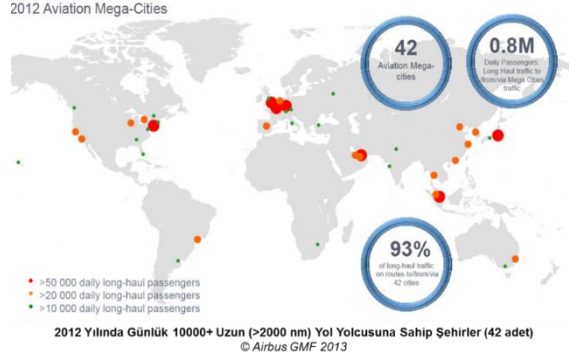 2012 Aviation Mega-Cities
42
Aviation Mega-
cities
0.8M
Daily Passengers:
Long Haul traffic to
/from/via Mega Cities
traffic
93%
of long-haul traffic
on routes to/from/via
42 cities
>50 000 daily long-haul passengers
>20 000 daily long-haul passengers
>10 000 daily long-haul passengers
2012 Yılında Günlük 10000+ Uzun (>2000 nm) Yol Yolcusuna Sahip Şehirler (42 adet)
© Airbus GMF 2013